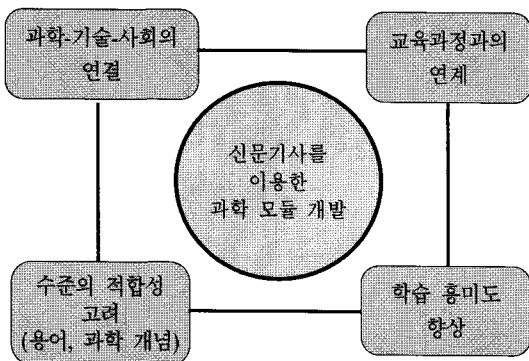 과학-기술-사회의
연결
교육과정과의
연계
신문기사를
이용한
과학 모듈 개발
수준의 적합성
고려
(용어, 과학 개념)
학습 흥미도
향상